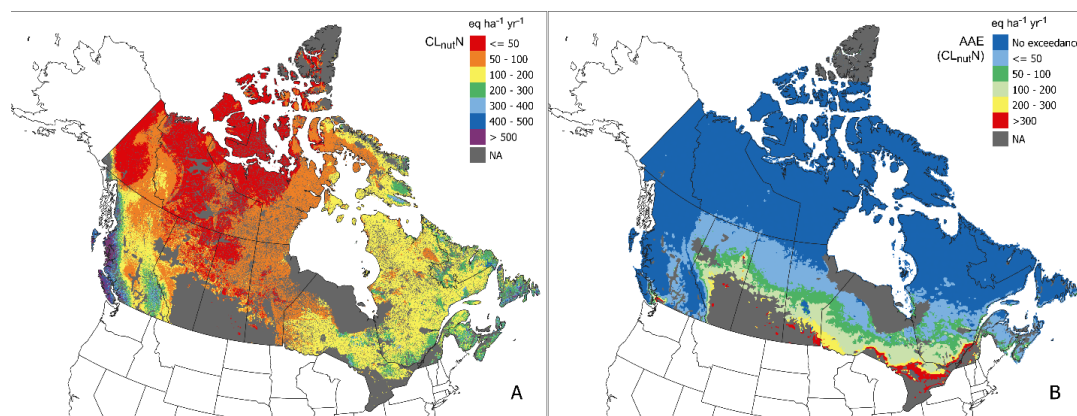 eq ha⁻¹ yr⁻¹
CLnutN
<= 50
50 - 100
100 - 200
200 - 300
300 - 400
400 - 500
> 500
NA
A
eq ha⁻¹ yr⁻¹
AAE
(CLnutN)
No exceedance
<= 50
50 - 100
100 - 200
200 - 300
>300
NA
B